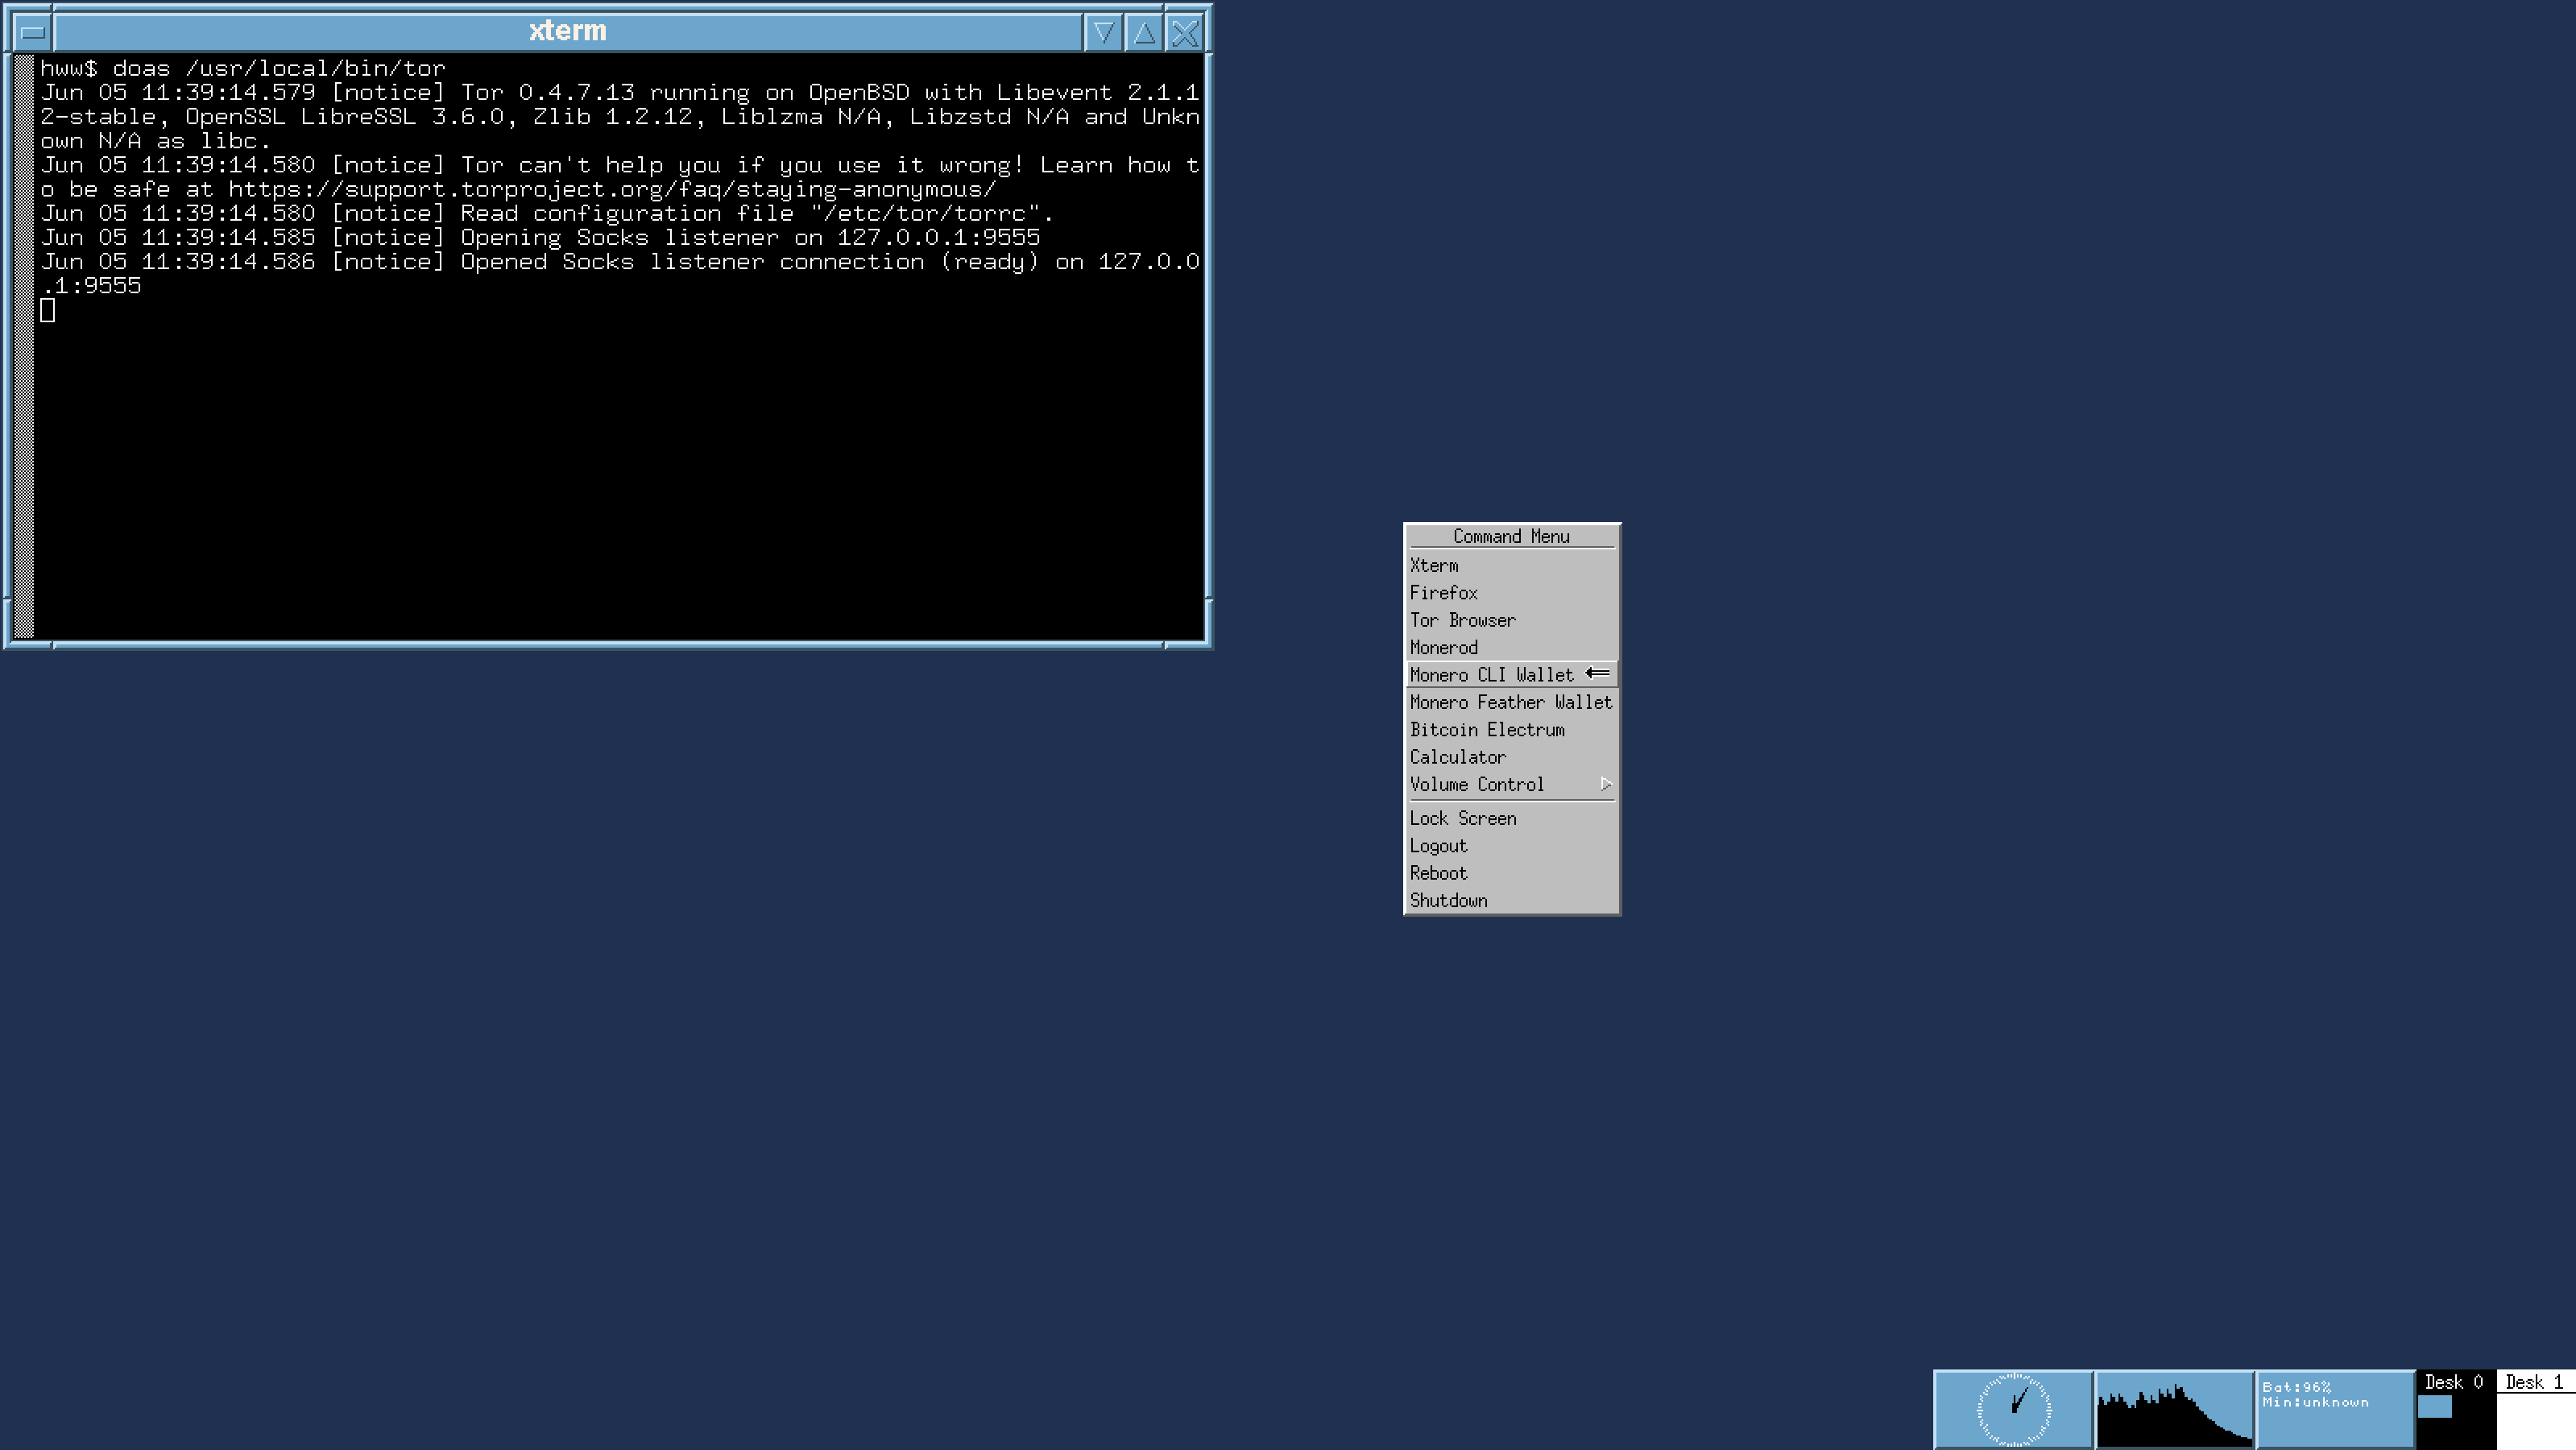 xterm
hww$ doas /usr/local/bin/tor
Jun 05 11:39:14.579 [notice] Tor 0.4.7.13 running on OpenBSD with Libevent 2.1.1
2-stable, OpenSSL LibreSSL 3.6.0, Zlib 1.2.12, Liblzma N/A, Libzstd N/A and Unkn
own N/A as libc.
Jun 05 11:39:14.580 [notice] Tor can't help you if you use it wrong! Learn how t
o be safe at https://support.torproject.org/faq/staying-anonymous/
Jun 05 11:39:14.580 [notice] Read configuration file "/etc/tor/torrc".
Jun 05 11:39:14.585 [notice] Opening Socks listener on 127.0.0.1:9555
Jun 05 11:39:14.586 [notice] Opened Socks listener connection (ready) on 127.0.0
.1:9555
Command Menu
Xterm
Firefox
Tor Browser
Monerod
Monero CLI Wallet
Monero Feather Wallet
Bitcoin Electrum
Calculator
Volume Control
Lock Screen
Logout
Reboot
Shutdown
Bat:96%
Min:unknown
Desk 0
Desk 1